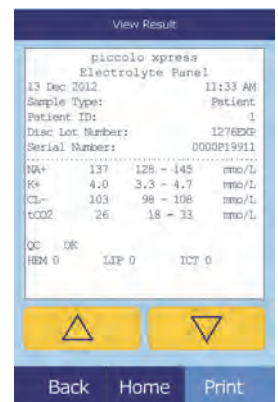 View Result
piccolo xpress
Electrolyte Panel
13 Dec 2012 11:33 AM
Sample Type: Patient
Patient ID: 1
Disc Lot Number: 1276EXP
Serial Number: 0000P19911
NA+ 137 128 - 145 mmo/L
K+ 4.0 3.3 - 4.7 mmo/L
CL- 103 98 - 108 mmo/L
tCO2 26 18 - 33 mmo/L
QC OK
HEM 0 LIP 0 ICT 0
Back Home Print